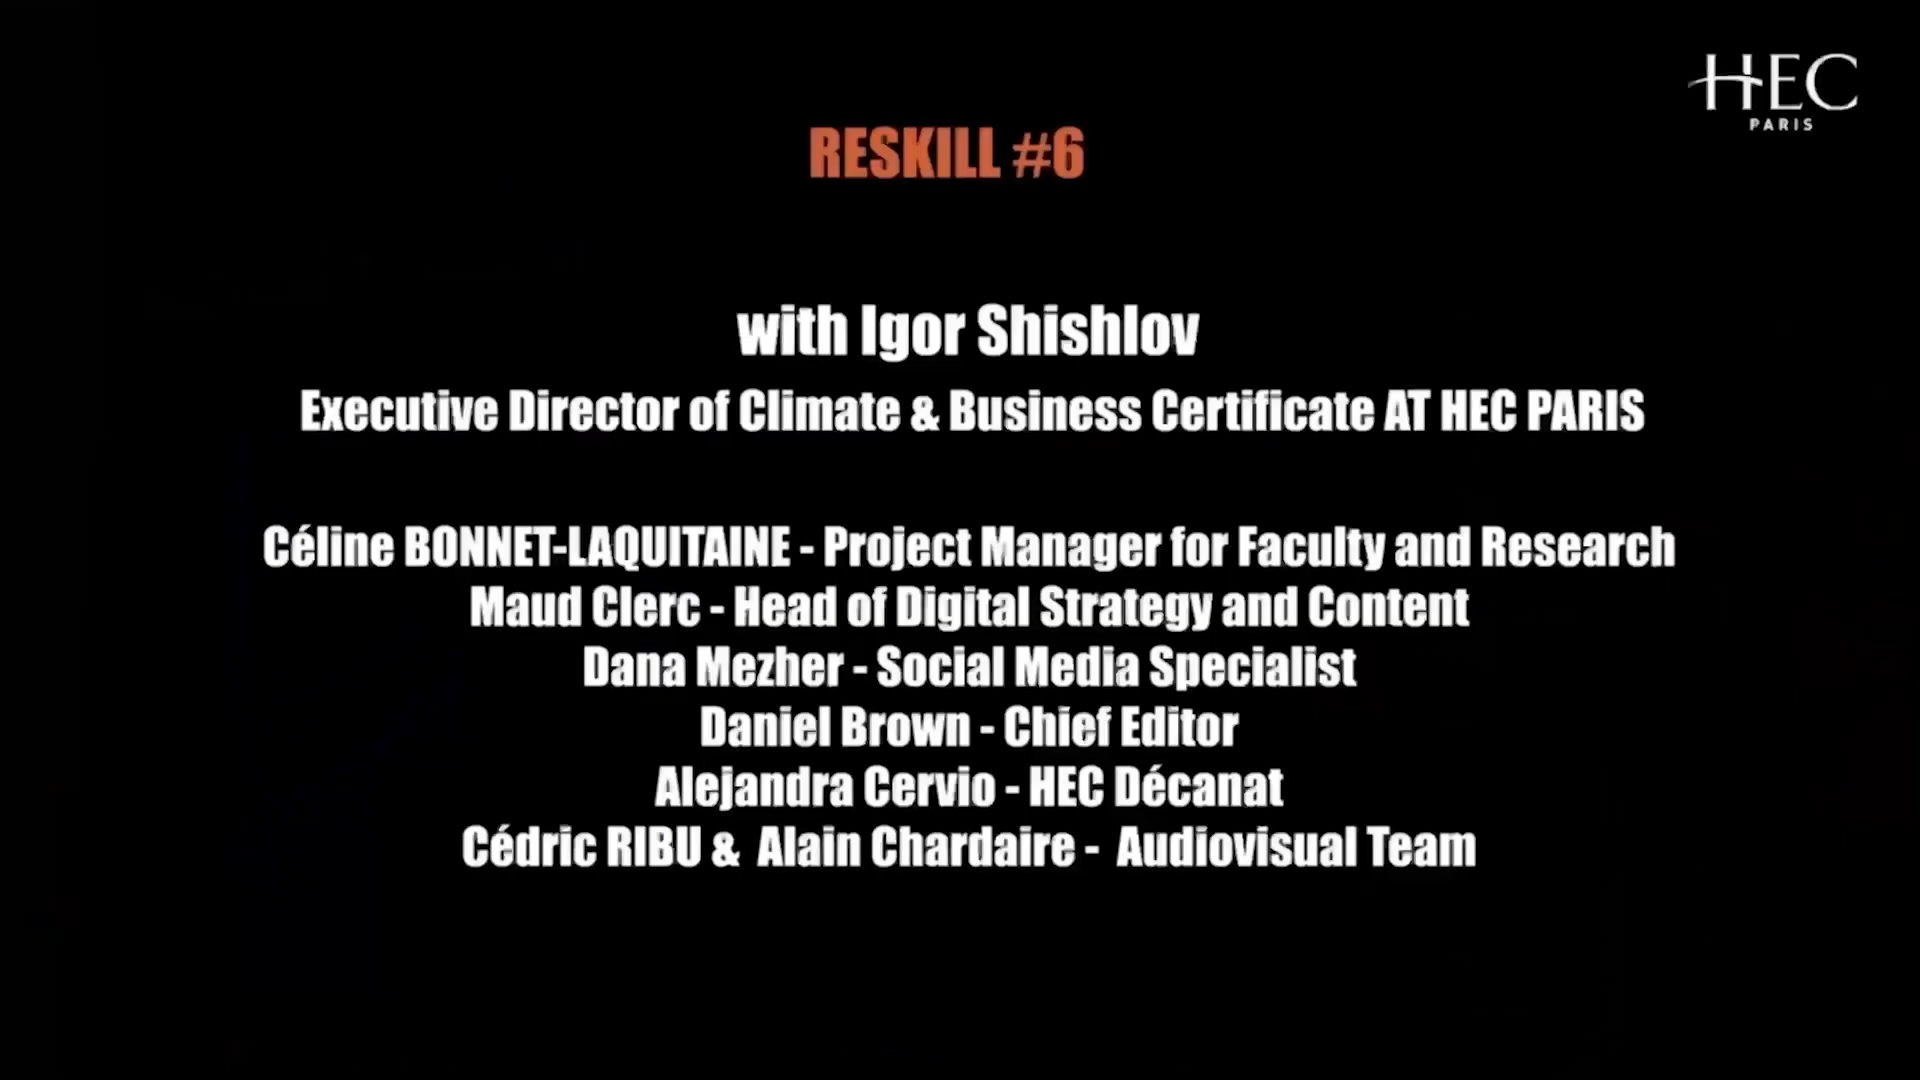 HEC
PARIS
RESKILL #6
with Igor Shishlov
Executive Director of Climate & Business Certificate AT HEC PARIS
Céline BONNET-LAQUITAINE - Project Manager for Faculty and Research
Maud Clerc - Head of Digital Strategy and Content
Dana Mezher - Social Media Specialist
Daniel Brown - Chief Editor
Alejandra Cervio - HEC Décanat
Cédric RIBU & Alain Chardaire - Audiovisual Team